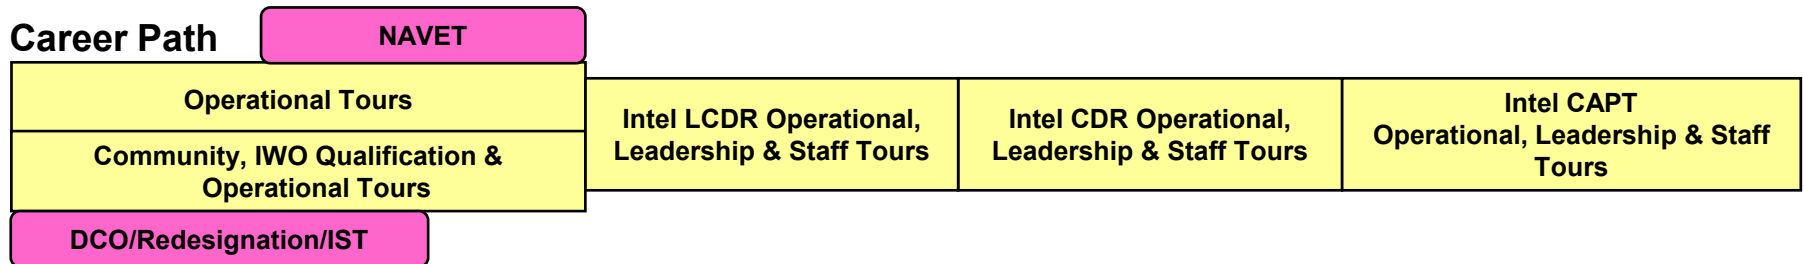 Career Path
NAVET
Operational Tours
Community, IWO Qualification &
Operational Tours
DCO/Redesignation/IST
Intel LCDR Operational,
Leadership & Staff Tours
Intel CDR Operational,
Leadership & Staff Tours
Intel CAPT
Operational, Leadership & Staff
Tours